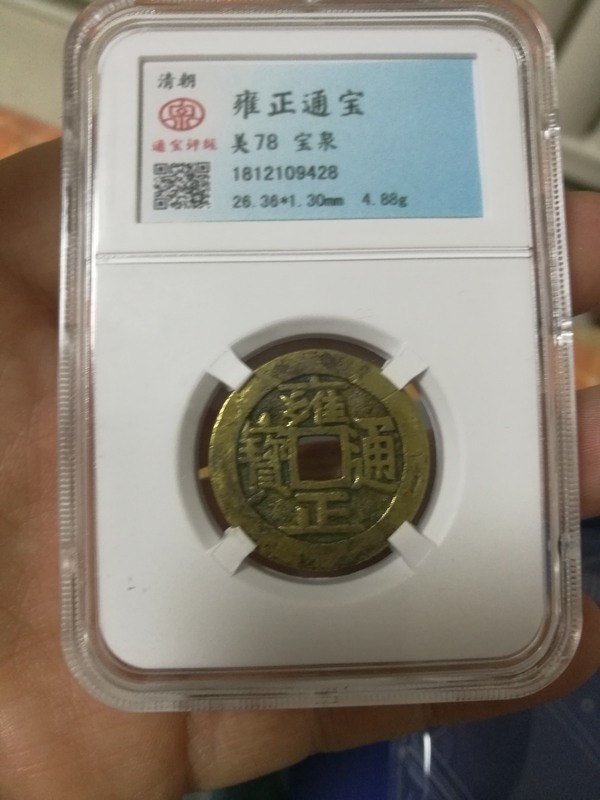 清朝
雍正通宝
通宝评级
美78 宝泉
1812109428
26.36*1.30mm 4.88g
雍
寶 通
正